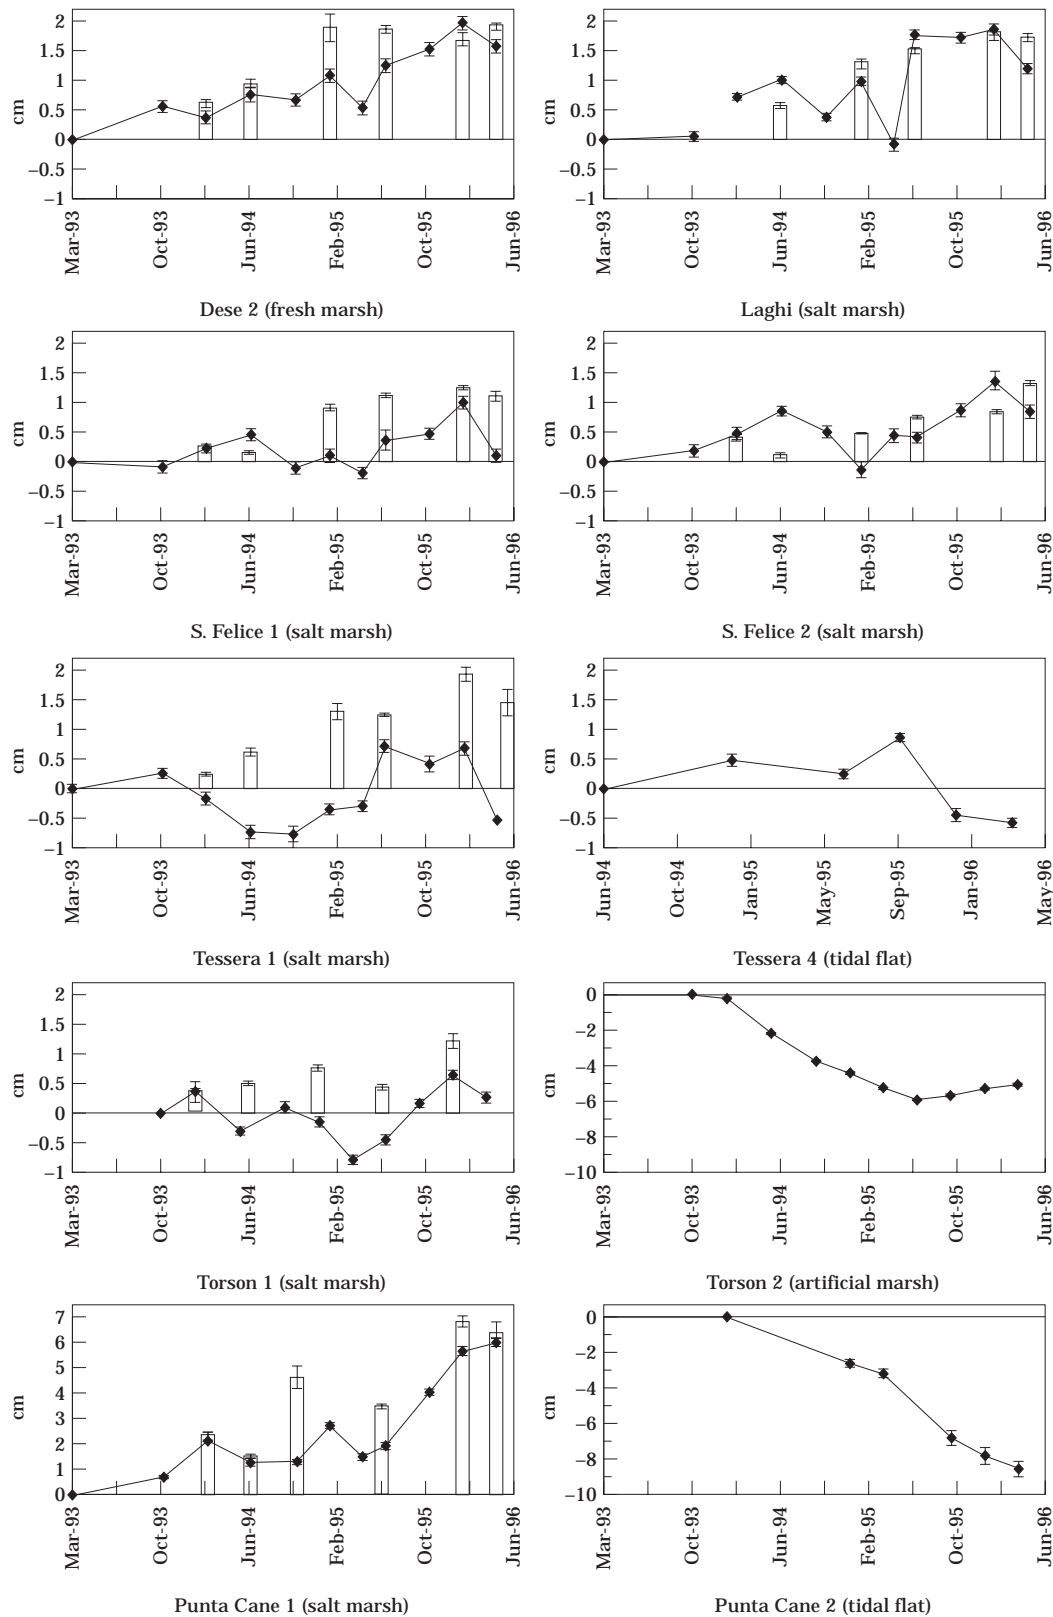 2
1.5
1
0.5
0
−0.5
−1
cm
Mar-93
Oct-93
Jun-94
Feb-95
Oct-95
Jun-96
Dese 2 (fresh marsh)
2
1.5
1
0.5
0
−0.5
−1
cm
Mar-93
Oct-93
Jun-94
Feb-95
Oct-95
Jun-96
Laghi (salt marsh)
2
1.5
1
0.5
0
−0.5
−1
cm
Mar-93
Oct-93
Jun-94
Feb-95
Oct-95
Jun-96
S. Felice 1 (salt marsh)
2
1.5
1
0.5
0
−0.5
−1
cm
Mar-93
Oct-93
Jun-94
Feb-95
Oct-95
Jun-96
S. Felice 2 (salt marsh)
2
1.5
1
0.5
0
−0.5
−1
cm
Mar-93
Oct-93
Jun-94
Feb-95
Oct-95
Jun-96
Tessera 1 (salt marsh)
2
1.5
1
0.5
0
−0.5
−1
cm
Jun-94
Oct-94
Jan-95
May-95
Sep-95
Jan-96
May-96
Tessera 4 (tidal flat)
2
1.5
1
0.5
0
−0.5
−1
cm
Mar-93
Oct-93
Jun-94
Feb-95
Oct-95
Jun-96
Torson 1 (salt marsh)
0
−2
−4
−6
−8
−10
cm
Mar-93
Oct-93
Jun-94
Feb-95
Oct-95
Jun-96
Torson 2 (artificial marsh)
7
6
5
4
3
2
1
0
cm
Mar-93
Oct-93
Jun-94
Feb-95
Oct-95
Jun-96
Punta Cane 1 (salt marsh)
0
−2
−4
−6
−8
−10
cm
Mar-93
Oct-93
Jun-94
Feb-95
Oct-95
Jun-96
Punta Cane 2 (tidal flat)